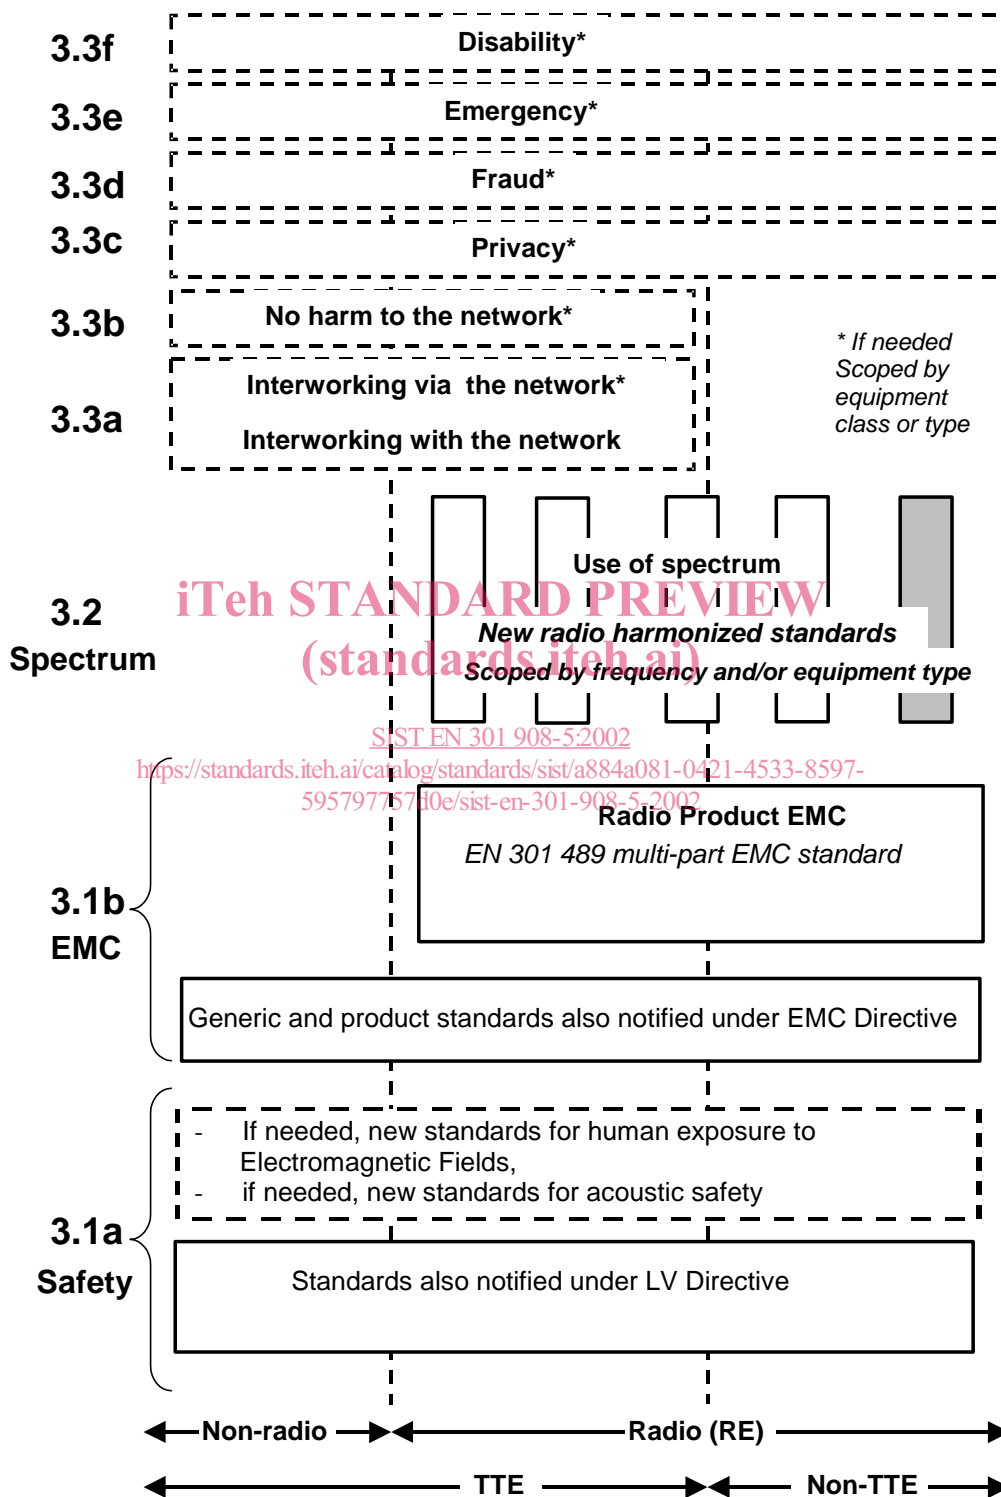 3.3f
Disability*
3.3e
Emergency*
3.3d
Fraud*
3.3c
Privacy*
3.3b
No harm to the network*
* If needed
Scoped by
equipment
class or type
3.3a
Interworking via the network*
Interworking with the network
Use of spectrum
iTeh STANDARD PREVIEW
3.2
Spectrum
New radio harmonized standards
(standards.iteh.ai)
Scoped by frequency and/or equipment type
SIST EN 301 908-5:2002
https://standards.iteh.ai/catalog/standards/sist/a884a081-0421-4533-8597-
595797757d0e/sist-en-301-908-5-2002
Radio Product EMC
EN 301 489 multi-part EMC standard
3.1b
EMC
Generic and product standards also notified under EMC Directive
- If needed, new standards for human exposure to
Electromagnetic Fields,
- if needed, new standards for acoustic safety
3.1a
Safety
Standards also notified under LV Directive
Non-radio
Radio (RE)
TTE
Non-TTE